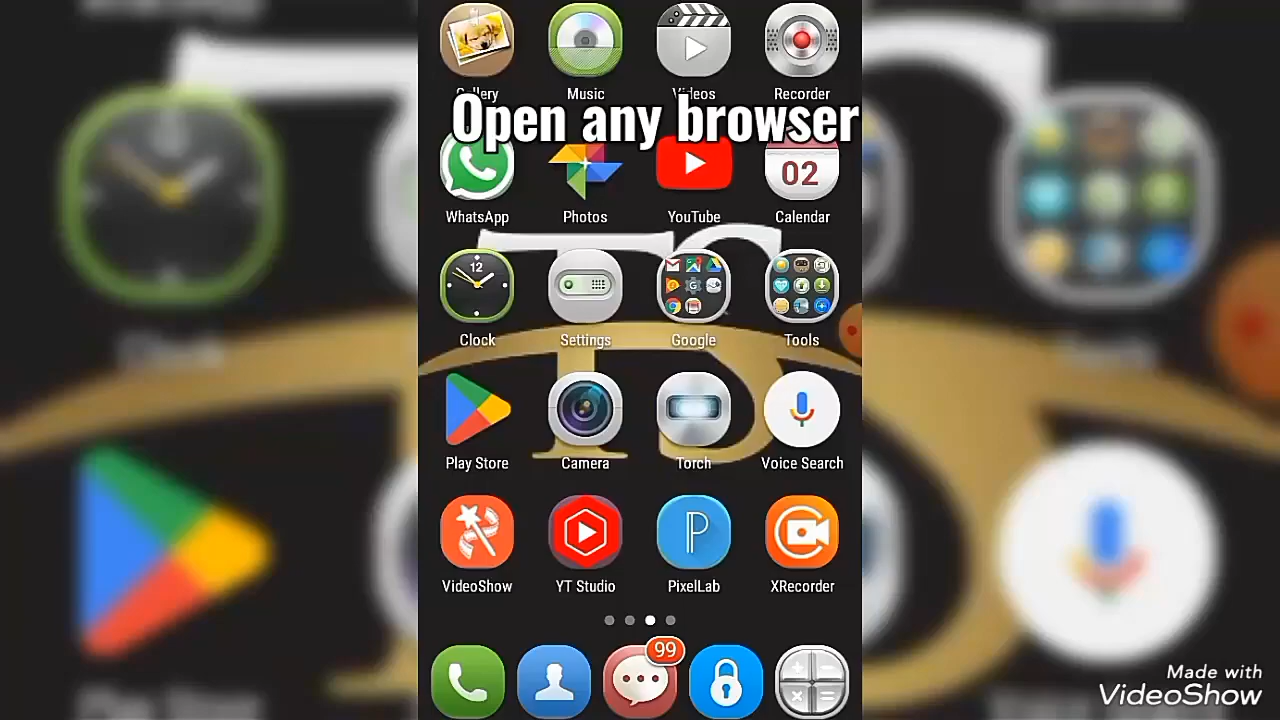 Gallery Music Videos Recorder
Open any browser
02
WhatsApp Photos YouTube Calendar
12
Clock Settings Google Tools
Play Store Camera Torch Voice Search
VideoShow YT Studio PixelLab XRecorder
99
Made with
VideoShow